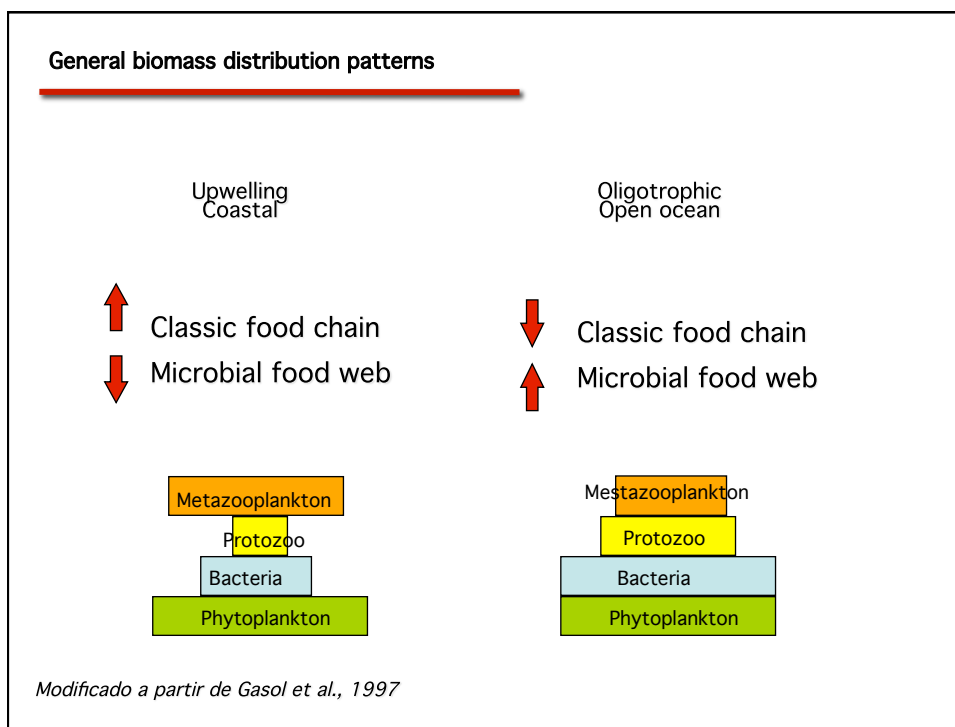 General biomass distribution patterns
Upwelling
Coastal
Classic food chain
Microbial food web
Metazooplankton
Protozoo
Bacteria
Phytoplankton
Oligotrophic
Open ocean
Classic food chain
Microbial food web
Mestazooplankton
Protozoo
Bacteria
Phytoplankton
Modificado a partir de Gasol et al., 1997